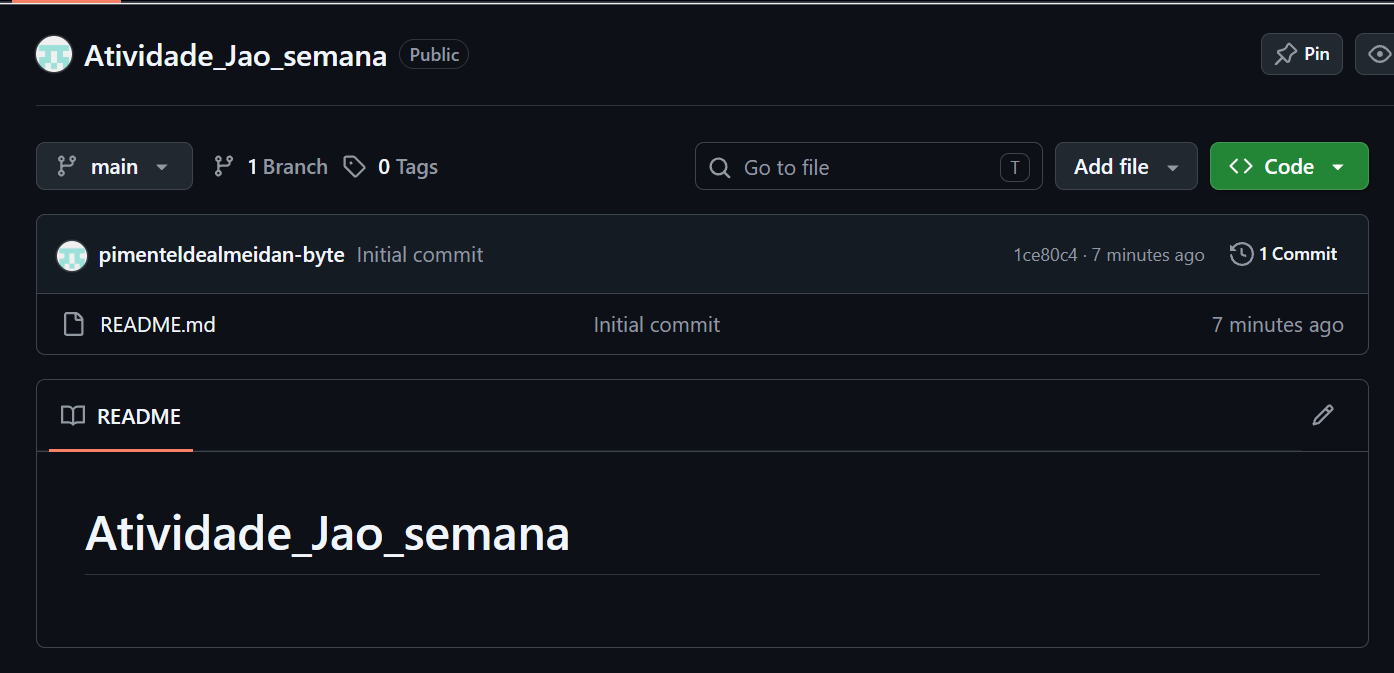 Atividade_Jao_semana Public Pin
main 1 Branch 0 Tags Go to file T Add file Code
pimenteldealmeidan-byte Initial commit 1ce80c4 · 7 minutes ago 1 Commit
README.md Initial commit 7 minutes ago
README
Atividade_Jao_semana